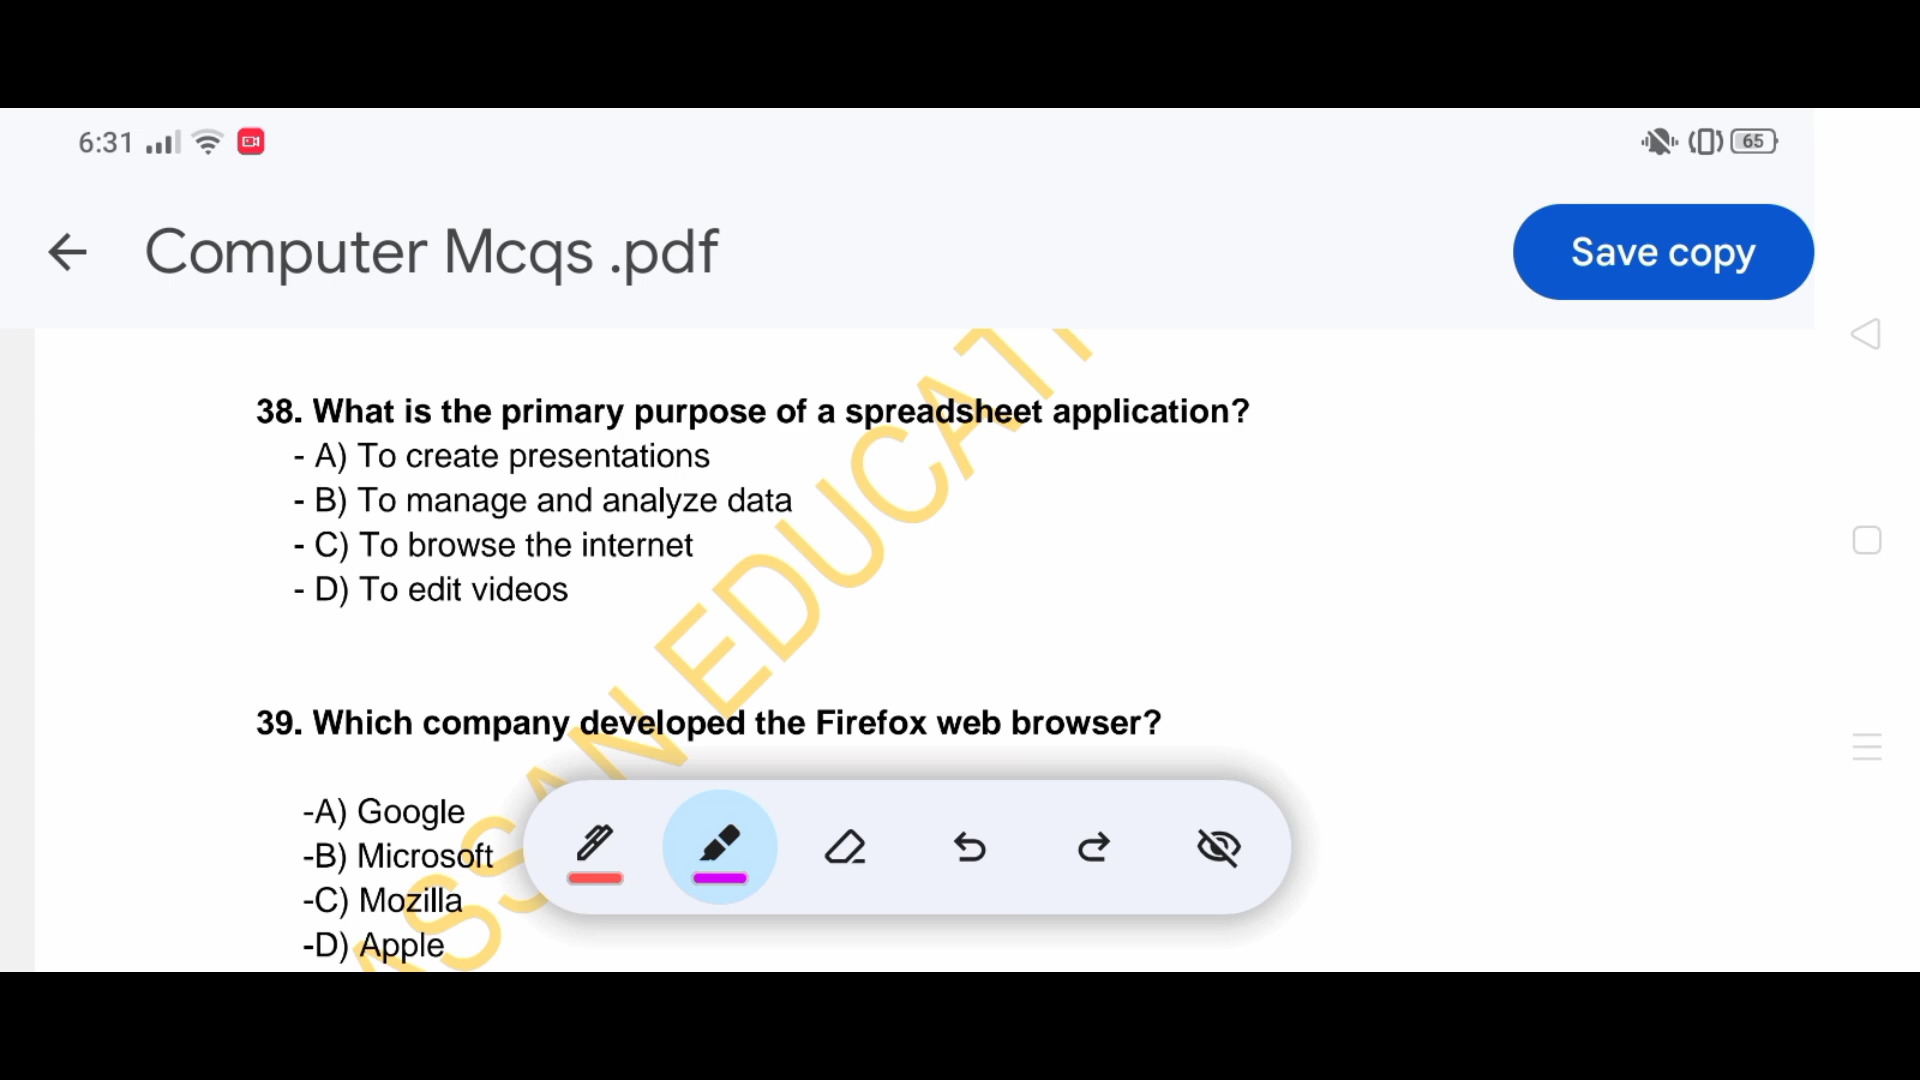 6:31
65
Computer Mcqs .pdf
Save copy
38. What is the primary purpose of a spreadsheet application?
- A) To create presentations
- B) To manage and analyze data
- C) To browse the internet
- D) To edit videos
39. Which company developed the Firefox web browser?
-A) Google
-B) Microsoft
-C) Mozilla
-D) Apple
ASSAN EDUCAT